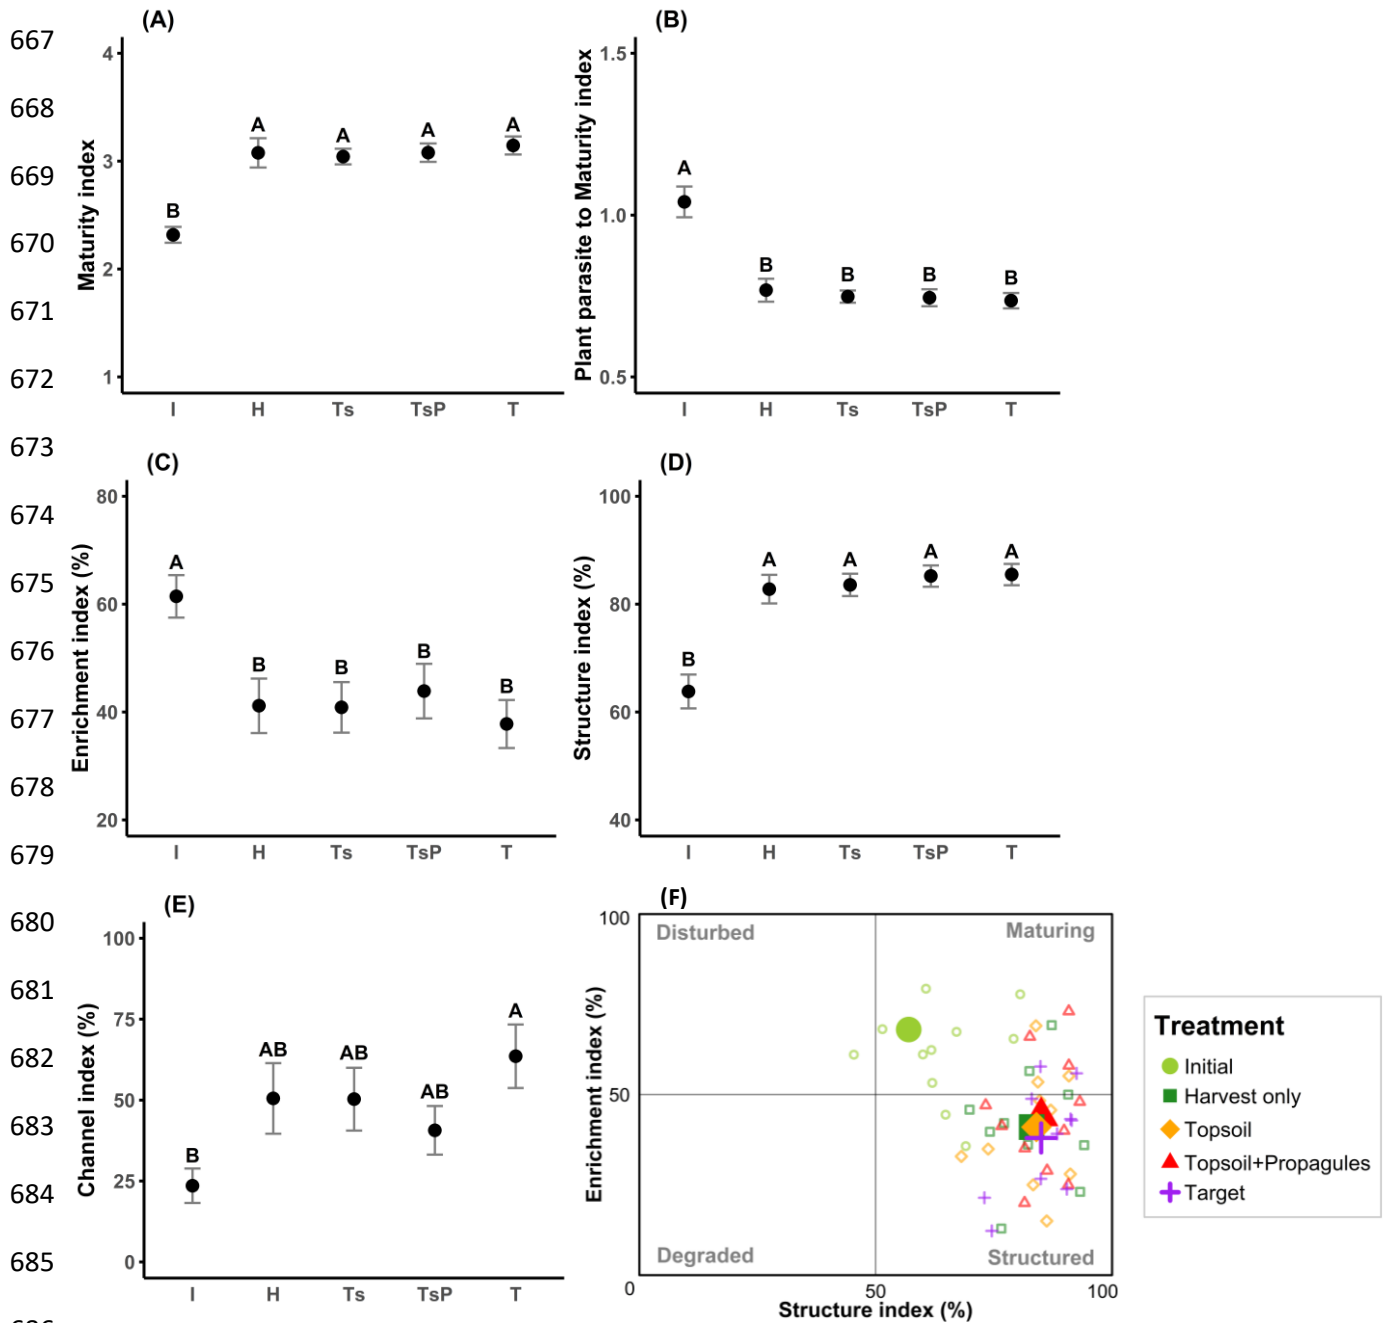 667
668
669
670
671
672
673
674
675
676
677
678
679
680
681
682
683
684
685
(A)
Maturity index
4
3
2
1
B
A
A
A
A
I H Ts TsP T
(B)
Plant parasite to Maturity index
1.5
1.0
0.5
A
B
B
B
B
I H Ts TsP T
(C)
Enrichment index (%)
80
60
40
20
A
B
B
B
B
I H Ts TsP T
(D)
Structure index (%)
100
80
60
40
B
A
A
A
A
I H Ts TsP T
(E)
Channel index (%)
100
75
50
25
0
B
AB
AB
AB
A
I H Ts TsP T
(F)
Enrichment index (%)
100
50
0
Disturbed
Maturing
Degraded
Structured
50
100
Structure index (%)
Treatment
Initial
Harvest only
Topsoil
Topsoil+Propagules
Target